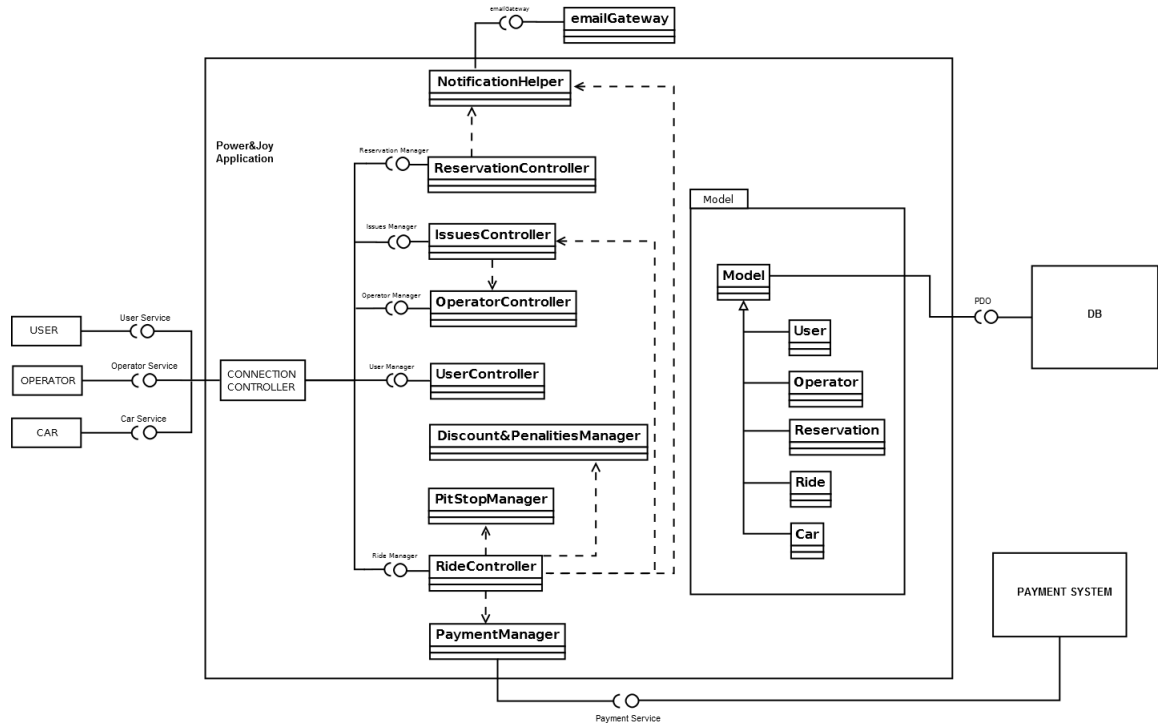 emailGateway
emailGateway
NotificationHelper
Power&Joy
Application
Reservation Manager
ReservationController
Model
Issues Manager
IssuesController
Model
Operator Manager
OperatorController
PDO
DB
User Service
USER
User
Operator Service
OPERATOR
CONNECTION
CONTROLLER
User Manager
UserController
Operator
Car Service
CAR
Discount&PenalitiesManager
Reservation
PitStopManager
Ride
Car
Ride Manager
RideController
PAYMENT SYSTEM
PaymentManager
Payment Service